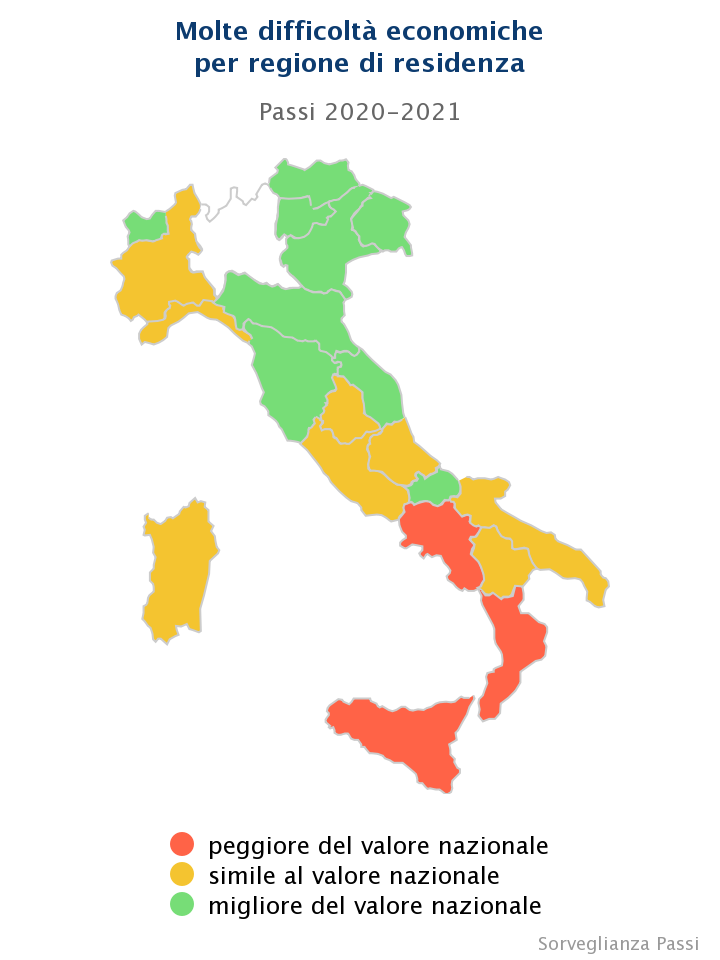 Molte difficoltà economiche
per regione di residenza
Passi 2020-2021
peggiore del valore nazionale
simile al valore nazionale
migliore del valore nazionale
Sorveglianza Passi